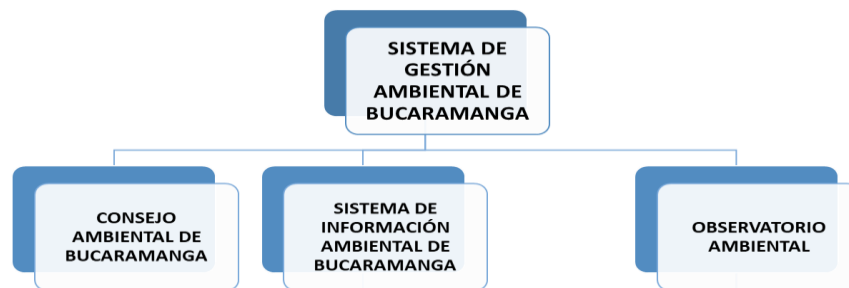 SISTEMA DE
GESTIÓN
AMBIENTAL DE
BUCARAMANGA
CONSEJO
AMBIENTAL DE
BUCARAMANGA
SISTEMA DE
INFORMACIÓN
AMBIENTAL DE
BUCARAMANGA
OBSERVATORIO
AMBIENTAL